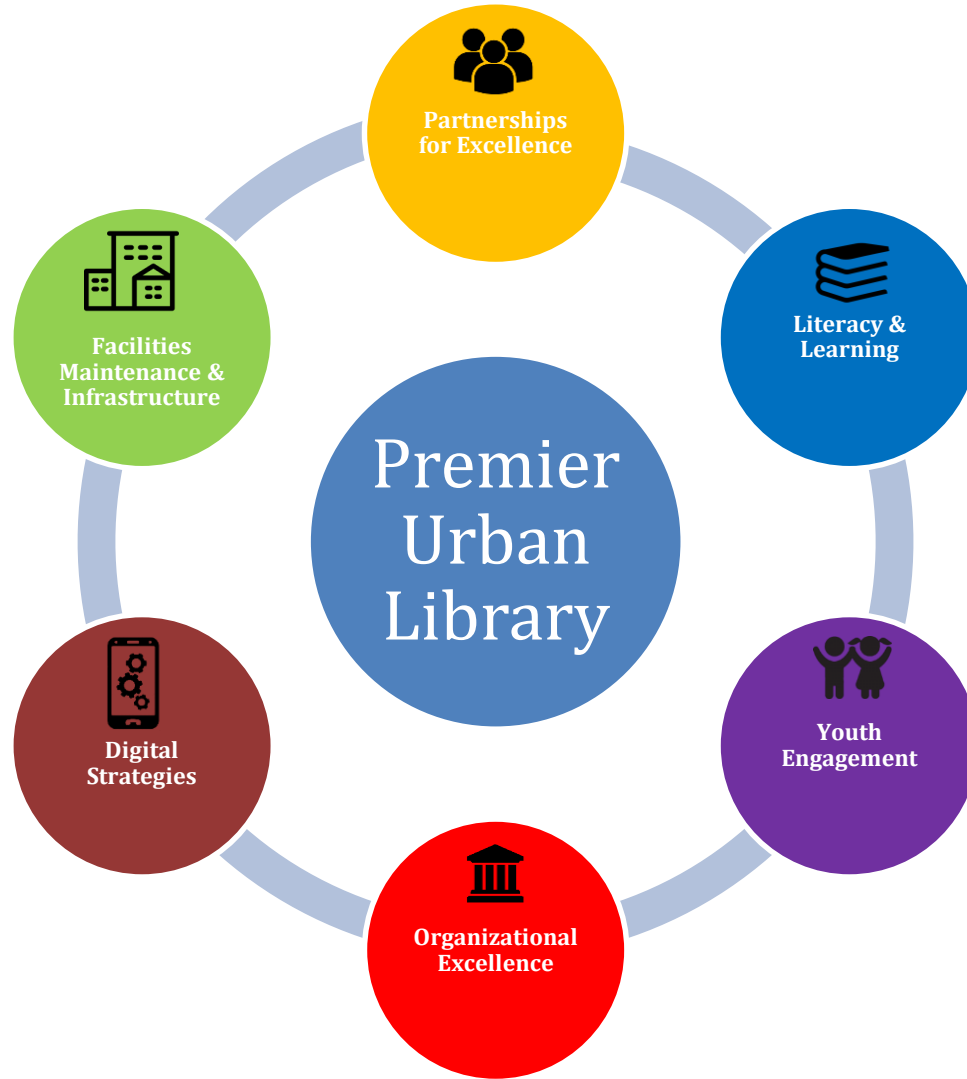 Partnerships
for Excellence
Literacy &
Learning
Youth
Engagement
Organizational
Excellence
Digital
Strategies
Facilities
Maintenance &
Infrastructure
Premier
Urban
Library